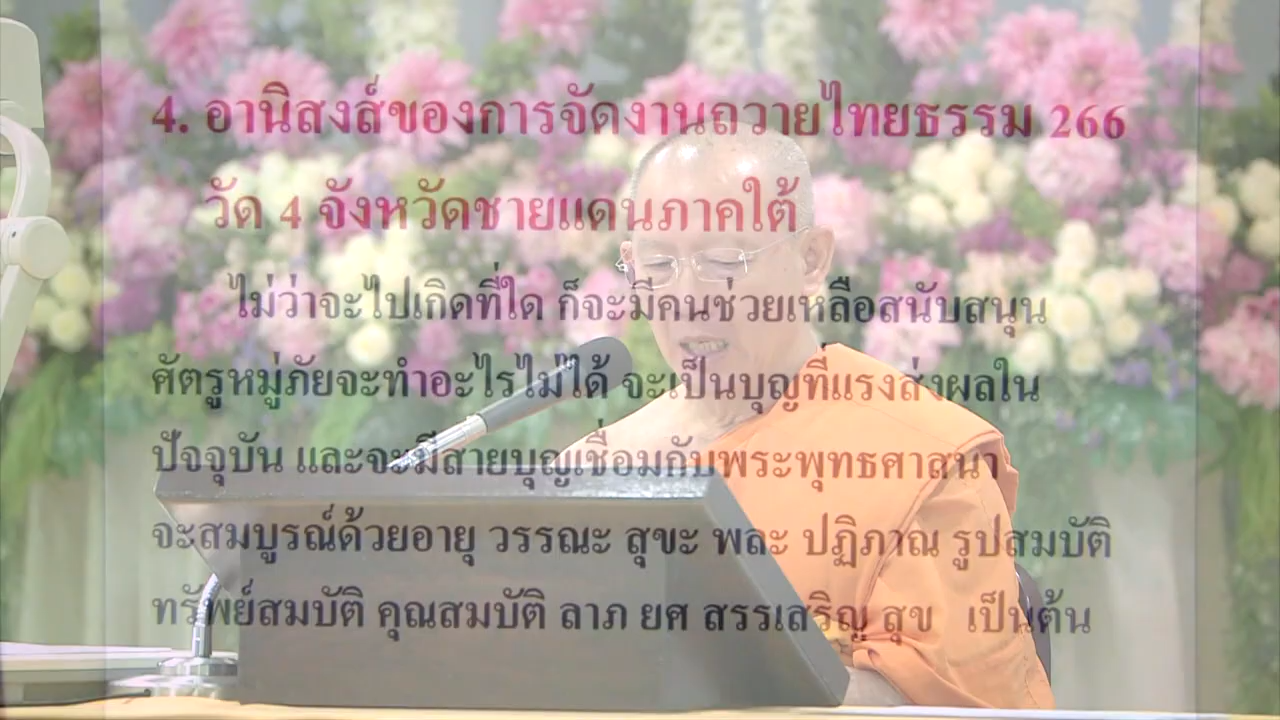 4. อานิสงส์ของการจัดงานถวายไทยธรรม 266
วัด 4 จังหวัดชายแดนภาคใต้
ไม่ว่าจะไปเกิดที่ใด ก็จะมีคนช่วยเหลือสนับสนุน
ศัตรูหมู่ภัยจะทำอะไรไม่ได้ จะเป็นบุญที่แรงส่งผลใน
ปัจจุบัน และจะมีสายบุญเชื่อมกับพระพุทธศาสนา
จะสมบูรณ์ด้วยอายุ วรรณะ สุขะ พละ ปฏิภาณ รูปสมบัติ
ทรัพย์สมบัติ คุณสมบัติ ลาภ ยศ สรรเสริญ สุข เป็นต้น